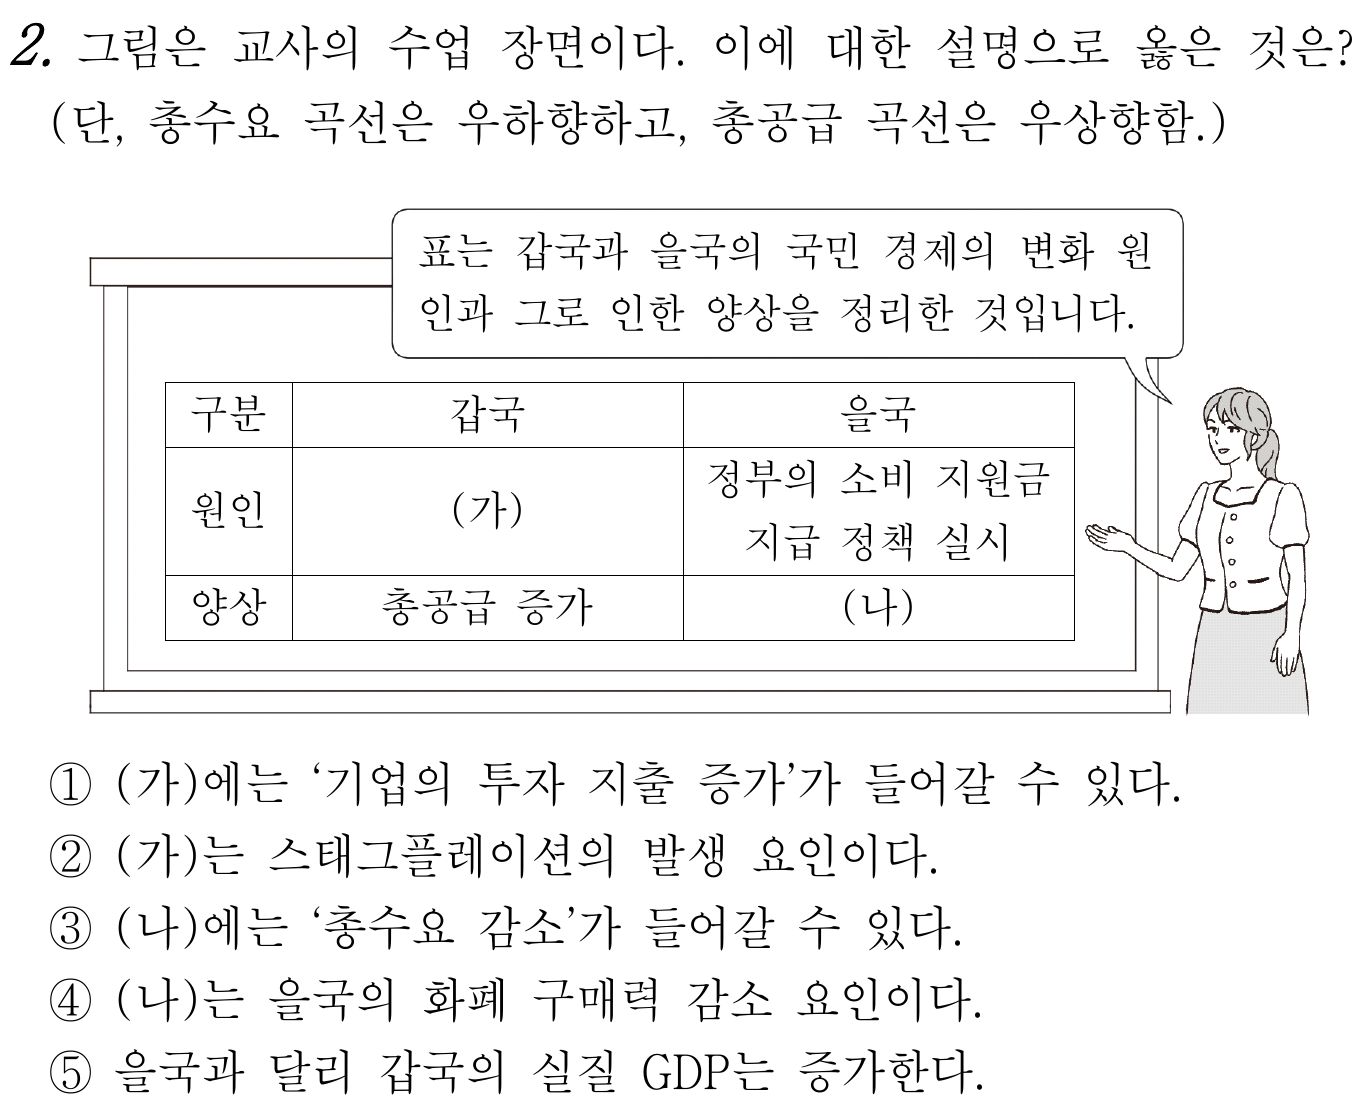 2. 그림은 교사의 수업 장면이다. 이에 대한 설명으로 옳은 것은?
(단, 총수요 곡선은 우하향하고, 총공급 곡선은 우상향함.)
표는 갑국과 을국의 국민 경제의 변화 원
인과 그로 인한 양상을 정리한 것입니다.
구분 갑국 을국
원인 (가) 정부의 소비 지원금
지급 정책 실시
양상 총공급 증가 (나)
① (가)에는 ‘기업의 투자 지출 증가’가 들어갈 수 있다.
② (가)는 스태그플레이션의 발생 요인이다.
③ (나)에는 ‘총수요 감소’가 들어갈 수 있다.
④ (나)는 을국의 화폐 구매력 감소 요인이다.
⑤ 을국과 달리 갑국의 실질 GDP는 증가한다.